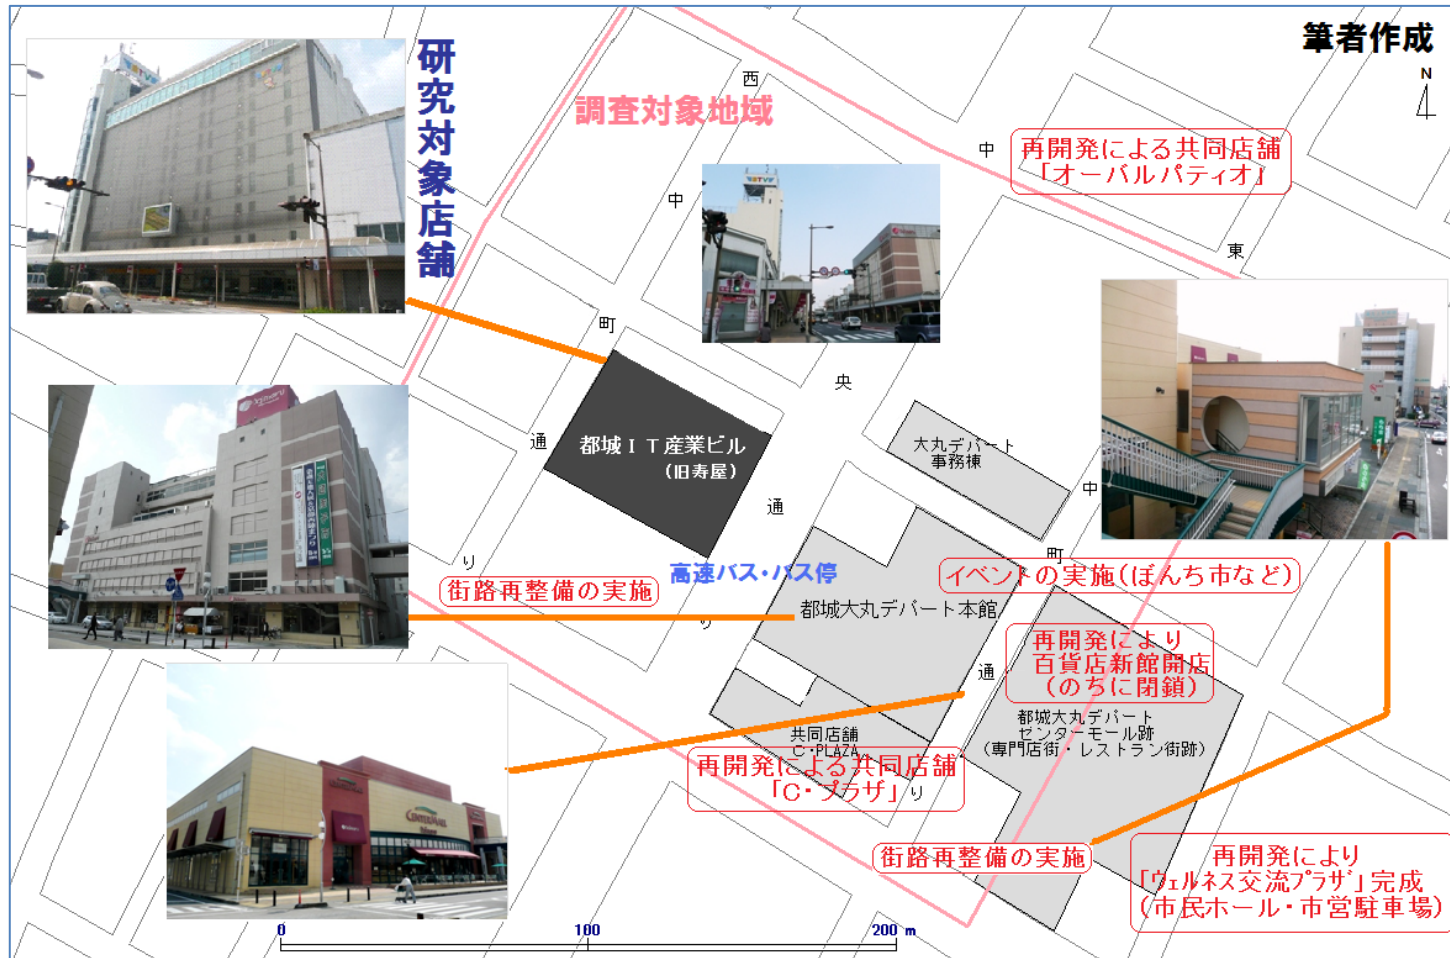 筆者作成
N
研究対象店舗
調査対象地域
西
中
町
通
り
中
央
通
り
東
中
町
通
り
再開発による共同店舗
「オーバルパティオ」
都城IT産業ビル
(旧寿屋)
大丸デパート
事務棟
高速バス・バス停
街路再整備の実施
イベントの実施(ぼんち市など)
都城大丸デパート本館
再開発により
百貨店新館開店
(のちに閉鎖)
都城大丸デパート
センターモール跡
(専門店街・レストラン街跡)
共同店舗
C・PLAZA
再開発による共同店舗
「C・プラザ」
街路再整備の実施
再開発により
「ウェルネス交流プラザ」完成
(市民ホール・市営駐車場)
CENTERMALL
0
100
200 m